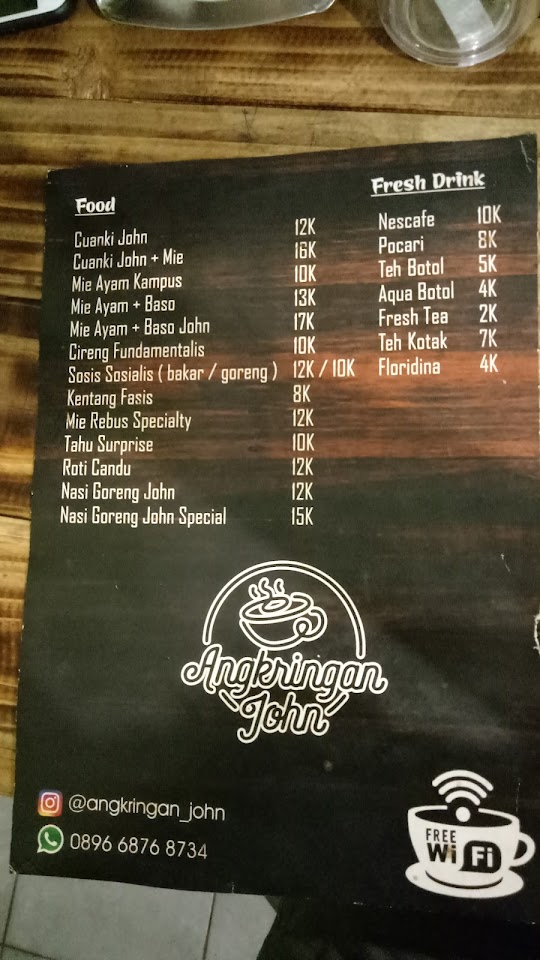 Food
Cuanki John 12K
Cuanki John + Mie 16K
Mie Ayam Kampus 10K
Mie Ayam + Baso 13K
Mie Ayam + Baso John 17K
Cireng Fundamentalis 10K
Sosis Sosialis ( bakar / goreng ) 12K / 10K
Kentang Fasis 8K
Mie Rebus Specialty 12K
Tahu Surprise 10K
Roti Candu 12K
Nasi Goreng John 12K
Nasi Goreng John Special 15K
Fresh Drink
Nescafe 10K
Pocari 8K
Teh Botol 5K
Aqua Botol 4K
Fresh Tea 2K
Teh Kotak 7K
Floridina 4K
Angkringan
John
@angkringan_john
0896 6876 8734
FREE
Wi Fi